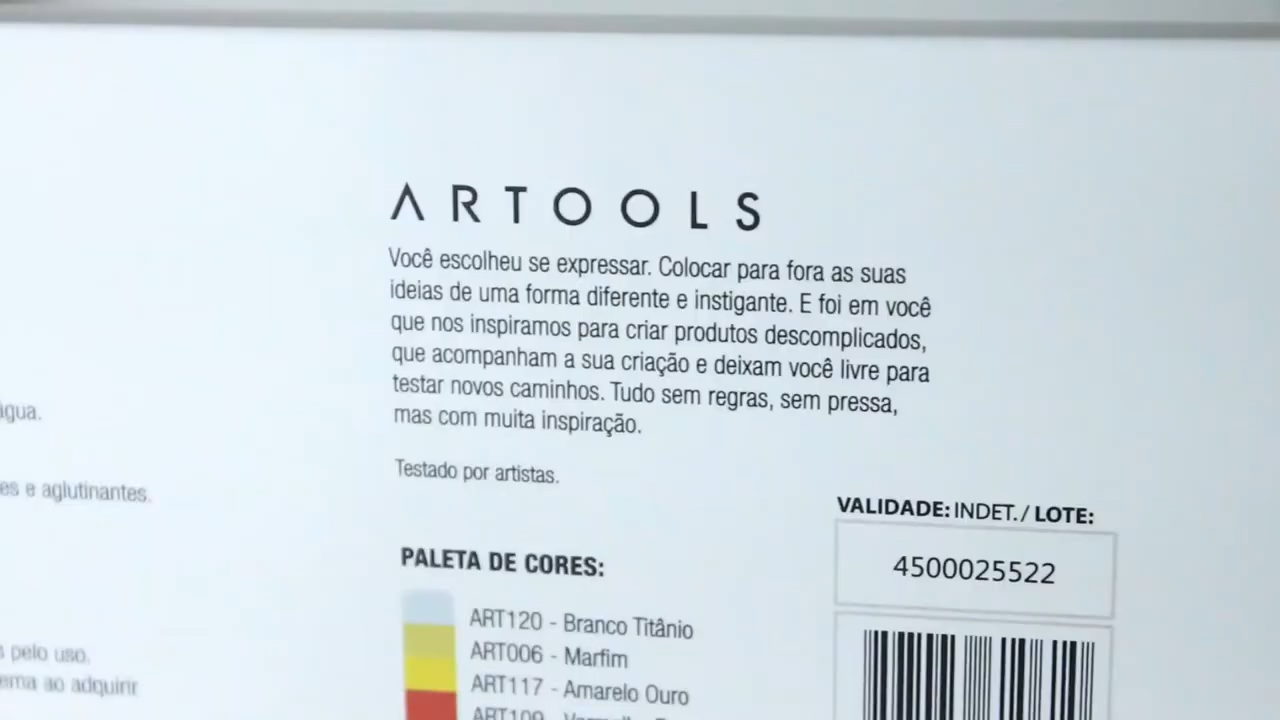 ARTOOLS
Você escolheu se expressar. Colocar para fora as suas
ideias de uma forma diferente e instigante. E foi em você
que nos inspiramos para criar produtos descomplicados,
que acompanham a sua criação e deixam você livre para
testar novos caminhos. Tudo sem regras, sem pressa,
mas com muita inspiração.
Testado por artistas.
e aglutinantes.
pelo uso.
ao adquirir
VALIDADE: INDET. / LOTE:
4500025522
PALETA DE CORES:
ART120 - Branco Titânio
ART006 - Marfim
ART117 - Amarelo Ouro
ART109 -